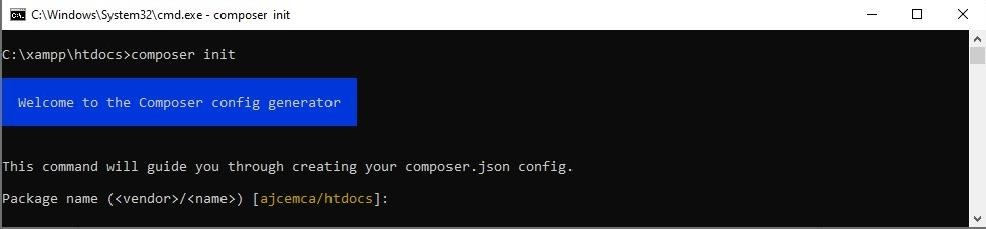 C:\Windows\System32\cmd.exe - composer init
C:\xampp\htdocs>composer init
Welcome to the Composer config generator
This command will guide you through creating your composer.json config.
Package name (<vendor>/<name>) [ajcemca/htdocs]: